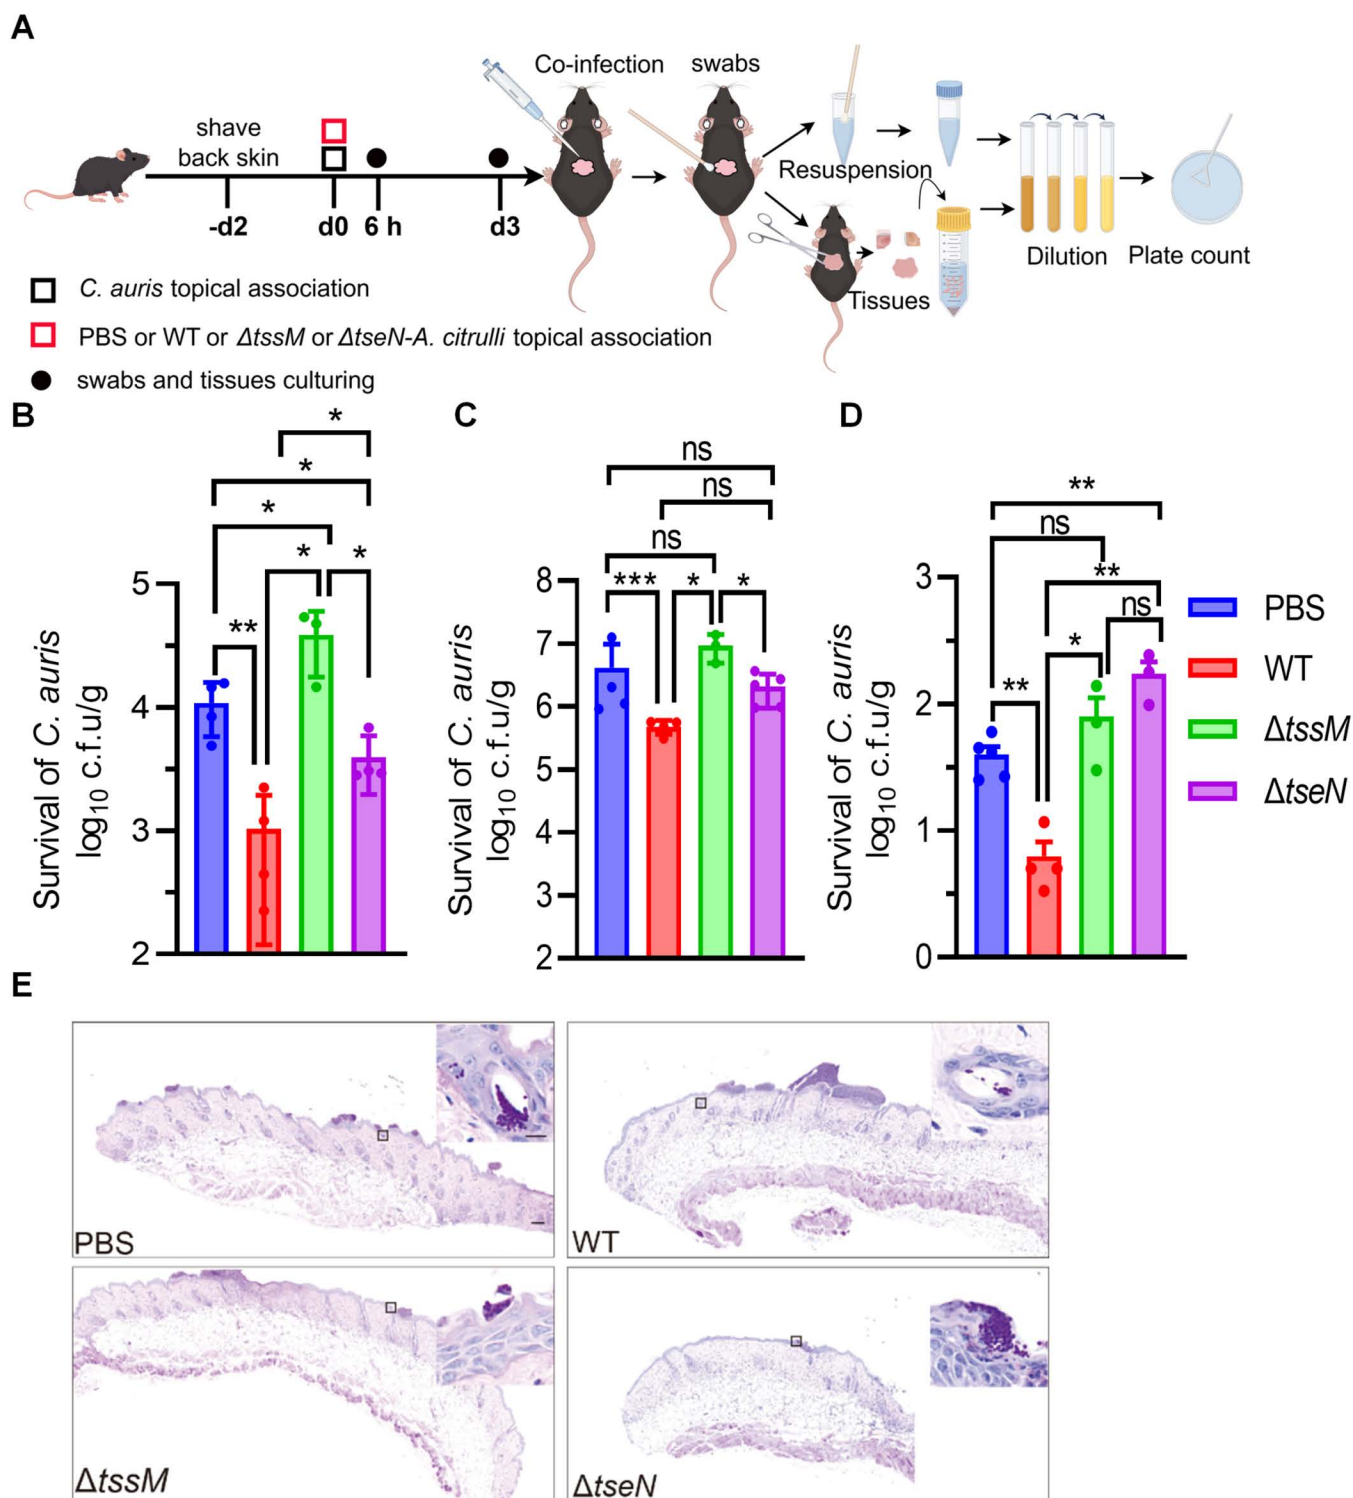 A
Co-infection
swabs
shave
back skin
Resuspension
-d2
d0
6 h
d3
Tissues
Dilution
Plate count
C. auris topical association
PBS or WT or ΔtssM or ΔtseN-A. citrulli topical association
swabs and tissues culturing
B
*
*
*
*
*
**
5
4
3
2
Survival of C. auris
log10 c.f.u/g
C
ns
ns
ns
***
*
*
8
7
6
5
4
3
2
Survival of C. auris
log10 c.f.u/g
D
**
ns
**
ns
*
**
3
2
1
0
Survival of C. auris
log10 c.f.u/g
PBS
WT
ΔtssM
ΔtseN
E
PBS
WT
ΔtssM
ΔtseN